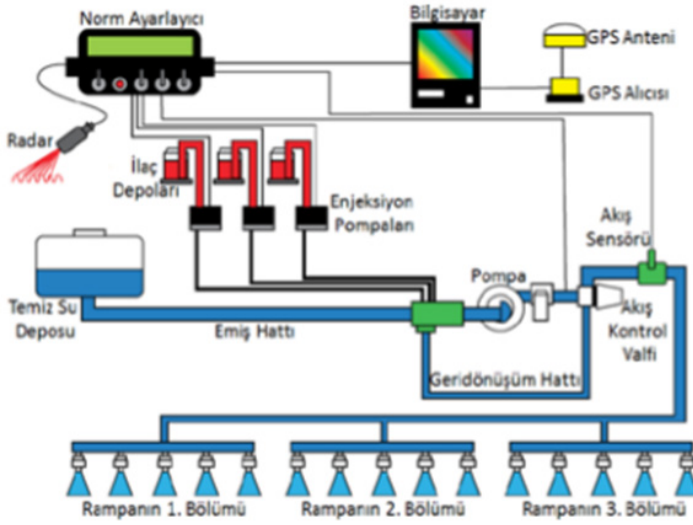 Norm Ayarlayıcı
Bilgisayar
GPS Anteni
GPS Alıcısı
Radar
İlaç
Depoları
Enjeksiyon
Pompaları
Akış
Sensörü
Pompa
Temiz Su
Deposu
Emiş Hattı
Akış
Kontrol
Valfi
Geridönüşüm Hattı
Rampanın 1. Bölümü
Rampanın 2. Bölümü
Rampanın 3. Bölümü